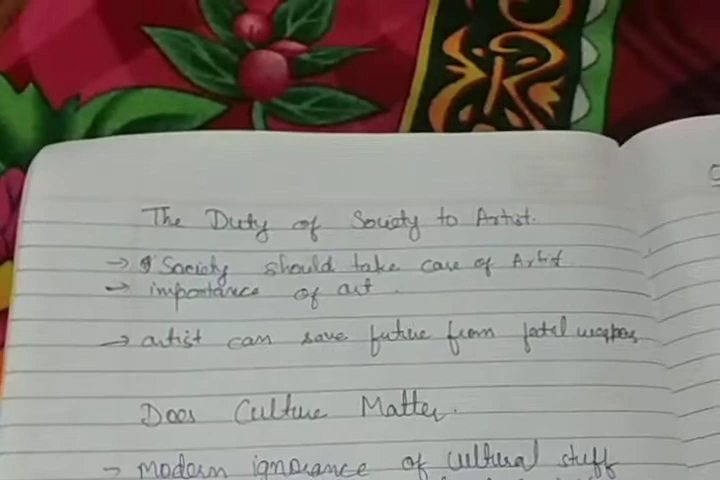 The Duty of Society to Artist.
→ Society should take care of Artist
→ importance of art.
→ artist can save future from fatel weapons
Does Culture Matter.
→ Modern ignorance of cultural stuff